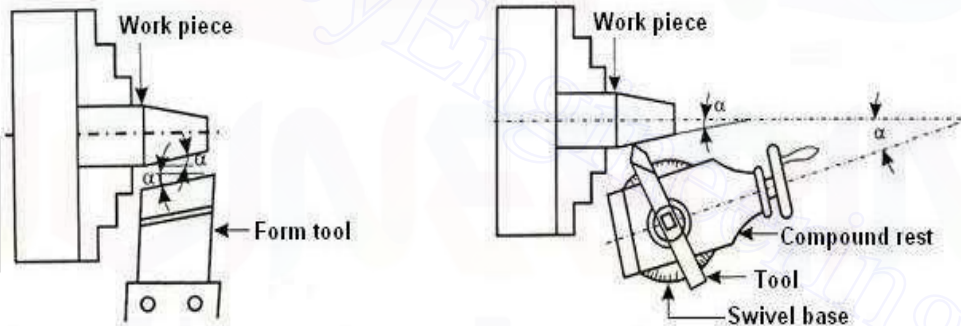 Work piece
α
α
Form tool
Work piece
α
α
Compound rest
Tool
Swivel base